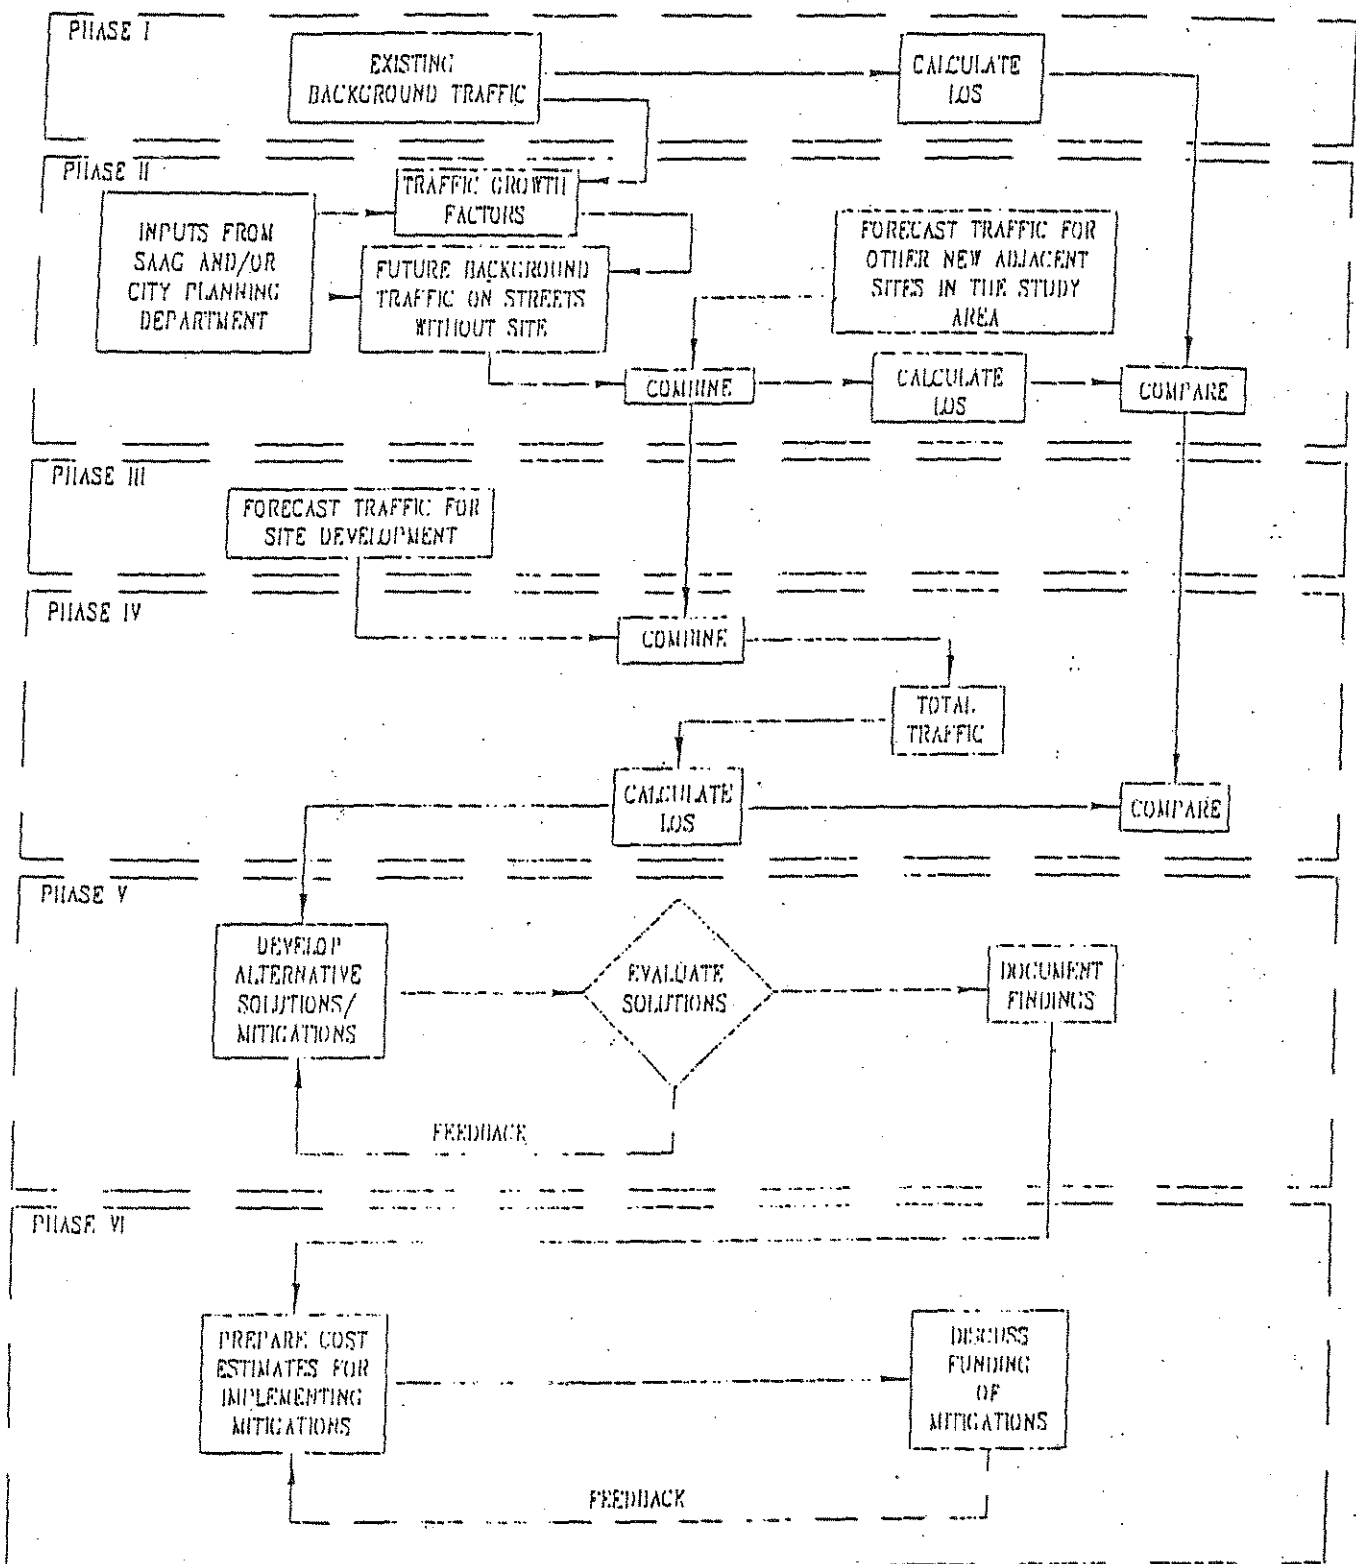 PHASE I
EXISTING
BACKGROUND TRAFFIC
CALCULATE
LOS
PHASE II
TRAFFIC GROWTH
FACTORS
INPUTS FROM
SAAG AND/OR
CITY PLANNING
DEPARTMENT
FUTURE BACKGROUND
TRAFFIC ON STREETS
WITHOUT SITE
FORECAST TRAFFIC FOR
OTHER NEW ADJACENT
SITES IN THE STUDY
AREA
COMBINE
CALCULATE
LOS
COMPARE
PHASE III
FORECAST TRAFFIC FOR
SITE DEVELOPMENT
PHASE IV
COMBINE
TOTAL
TRAFFIC
CALCULATE
LOS
COMPARE
PHASE V
DEVELOP
ALTERNATIVE
SOLUTIONS/
MITIGATIONS
EVALUATE
SOLUTIONS
DOCUMENT
FINDINGS
FEEDBACK
PHASE VI
PREPARE COST
ESTIMATES FOR
IMPLEMENTING
MITIGATIONS
DISCUSS
FUNDING
OF
MITIGATIONS
FEEDBACK